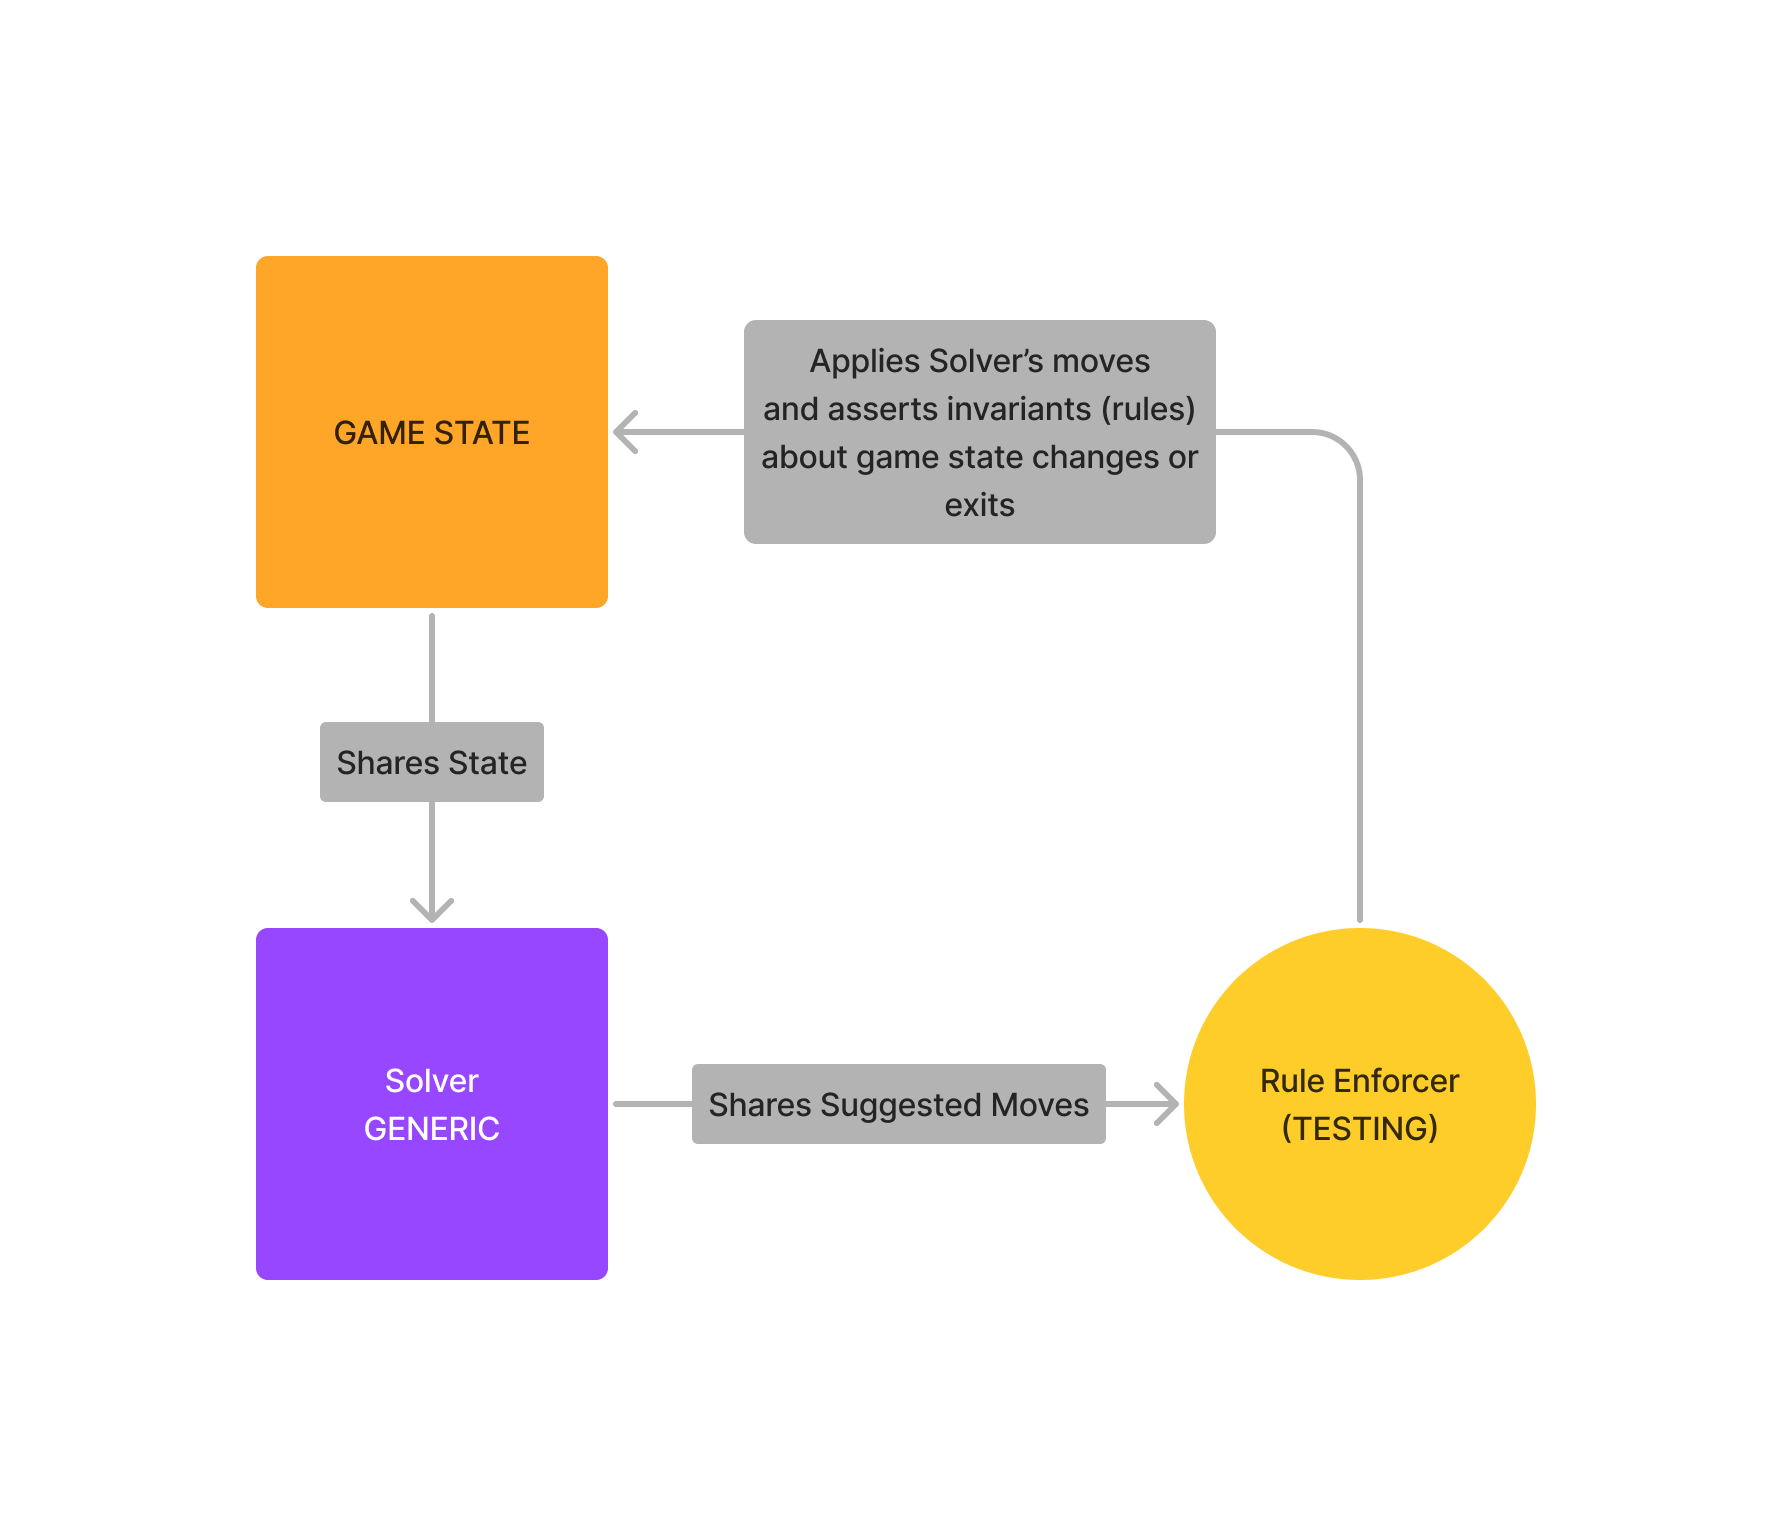 GAME STATE
Applies Solver’s moves
and asserts invariants (rules)
about game state changes or
exits
Shares State
Solver
GENERIC
Shares Suggested Moves
Rule Enforcer
(TESTING)